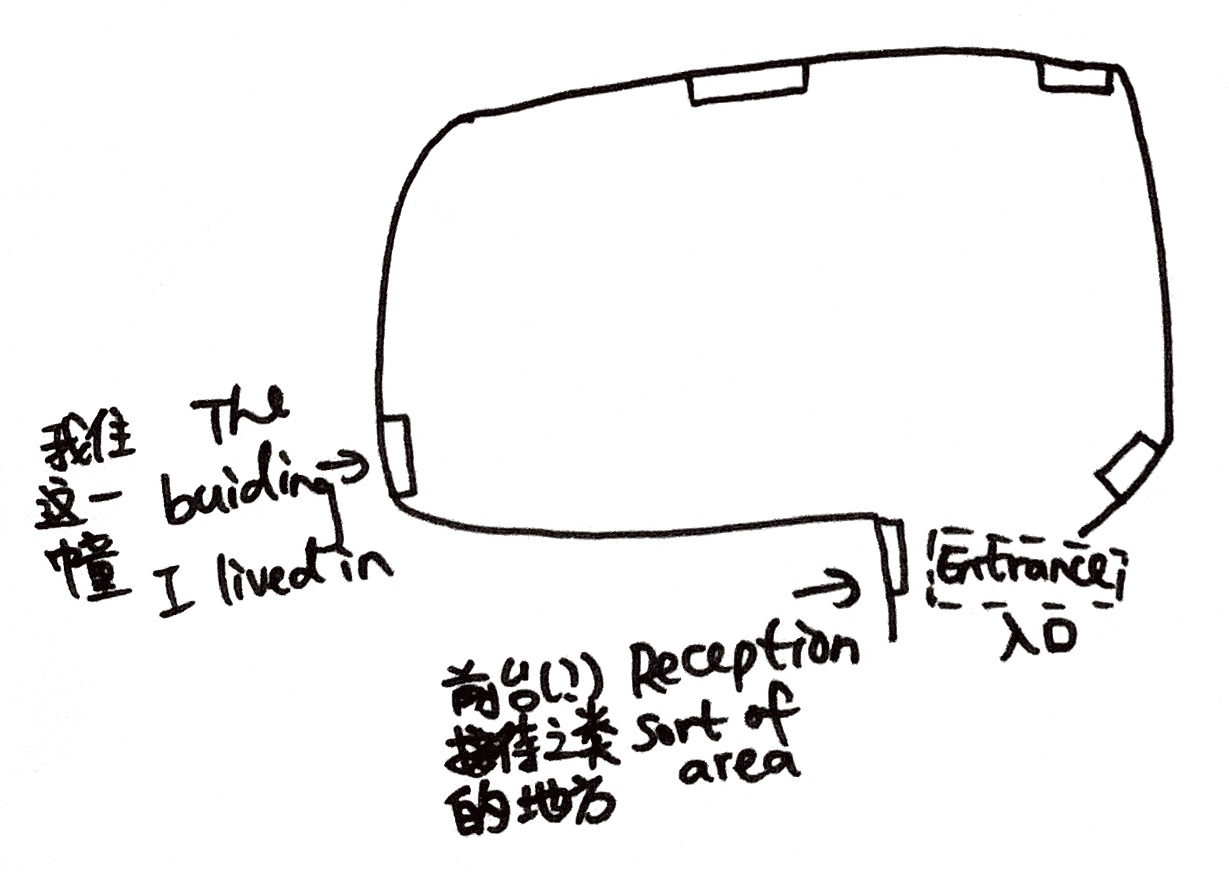 我住
这一
幢
The
buiding
I lived in
Entrance
入口
前台(?)
接待之类
的地方
Reception
sort of
area